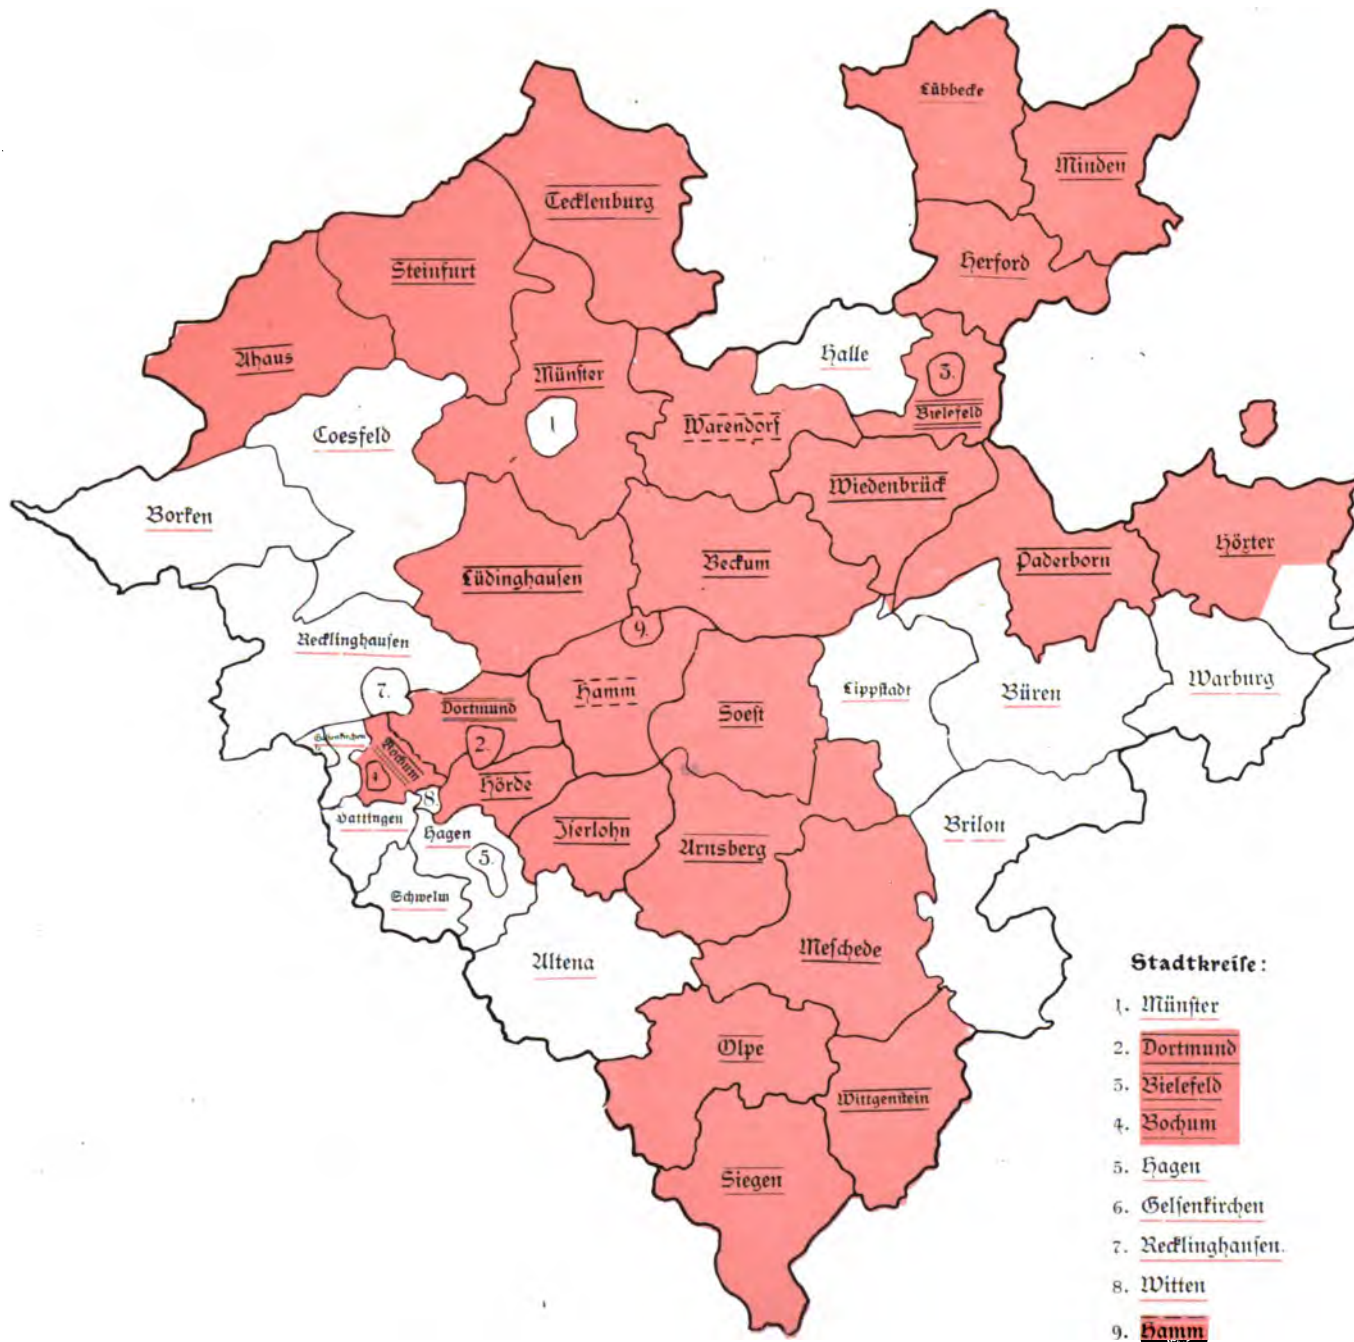 Lübbecke
Minden
Tecklenburg
Herford
Steinfurt
Halle
Ahaus
Münster
3.
Bielefeld
1
Warendorf
Coesfeld
Wiedenbrück
Borken
Höxter
Beckum
Paderborn
Lüdinghausen
9.
Recklinghausen
7.
Hamm
Lippstadt
Büren
Warburg
Dortmund
Soest
Gelsenkirchen
2.
Bochum
4.
Hörde
8.
Hattingen
Hagen
Iserlohn
Arnsberg
Brilon
5.
Schwelm
Meschede
Altena
Olpe
Wittgenstein
Siegen
Stadtkreise:
1. Münster
2. Dortmund
3. Bielefeld
4. Bochum
5. Hagen
6. Gelsenkirchen
7. Recklinghausen.
8. Witten
9. Hamm